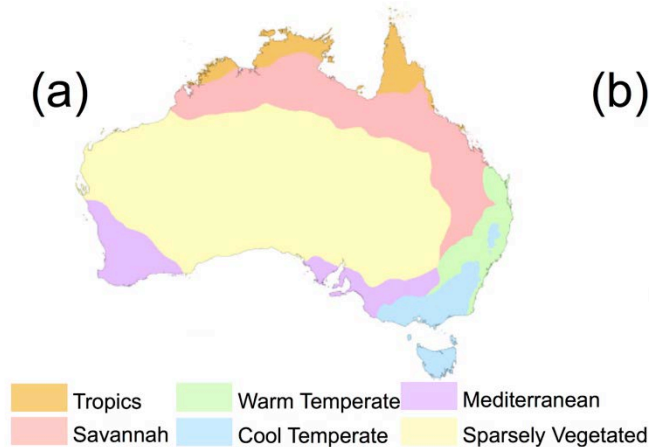 (a)
(b)
Tropics
Warm Temperate
Mediterranean
Savannah
Cool Temperate
Sparsely Vegetated